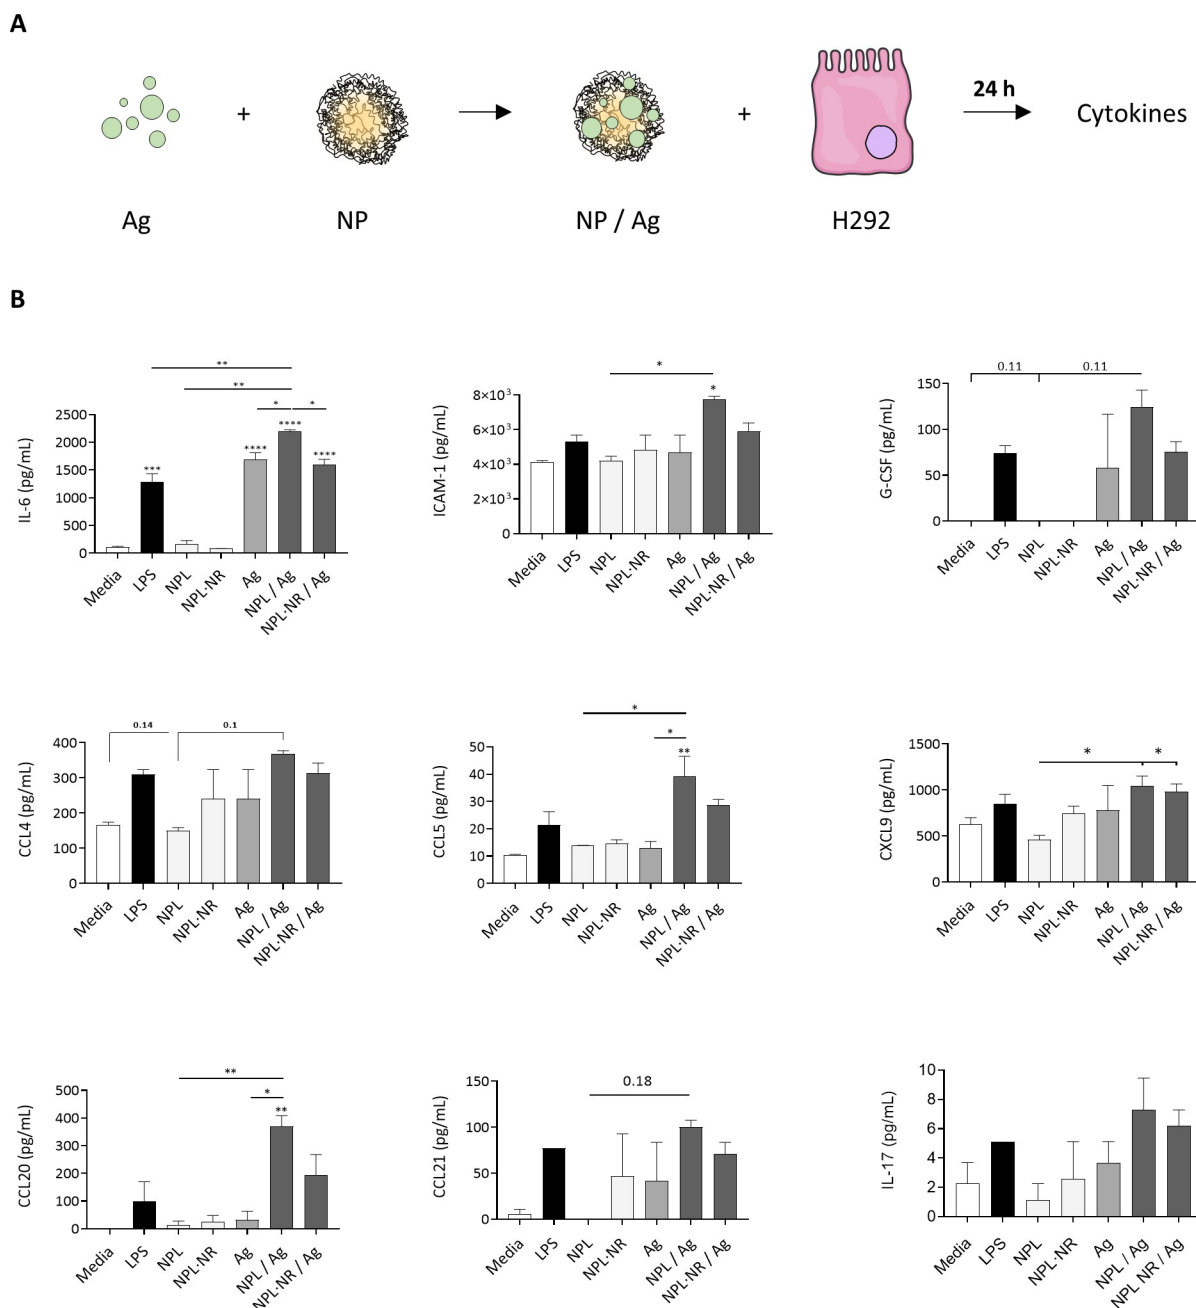 A
Ag + NP NP / Ag + H292 24 h Cytokines
B
** ** * * *** **** **** ****
IL-6 (pg/mL)
2500
2000
1500
1000
500
0
Media LPS NPL NPL-NR Ag NPL / Ag NPL-NR / Ag
* *
ICAM-1 (pg/mL)
8×10³
6×10³
4×10³
2×10³
0
Media LPS NPL NPL-NR Ag NPL / Ag NPL-NR / Ag
0.11 0.11
G-CSF (pg/mL)
150
100
50
0
Media LPS NPL NPL-NR Ag NPL / Ag NPL-NR / Ag
0.14 0.1
CCL4 (pg/mL)
400
300
200
100
0
Media LPS NPL NPL-NR Ag NPL / Ag NPL-NR / Ag
* * **
CCL5 (pg/mL)
50
40
30
20
10
0
Media LPS NPL NPL-NR Ag NPL / Ag NPL-NR / Ag
* *
CXCL9 (pg/mL)
1500
1000
500
0
Media LPS NPL NPL-NR Ag NPL / Ag NPL-NR / Ag
** * **
CCL20 (pg/mL)
500
400
300
200
100
0
Media LPS NPL NPL-NR Ag NPL / Ag NPL-NR / Ag
0.18
CCL21 (pg/mL)
150
100
50
0
Media LPS NPL NPL-NR Ag NPL / Ag NPL-NR / Ag
IL-17 (pg/mL)
10
8
6
4
2
0
Media LPS NPL NPL-NR Ag NPL / Ag NPL NR / Ag